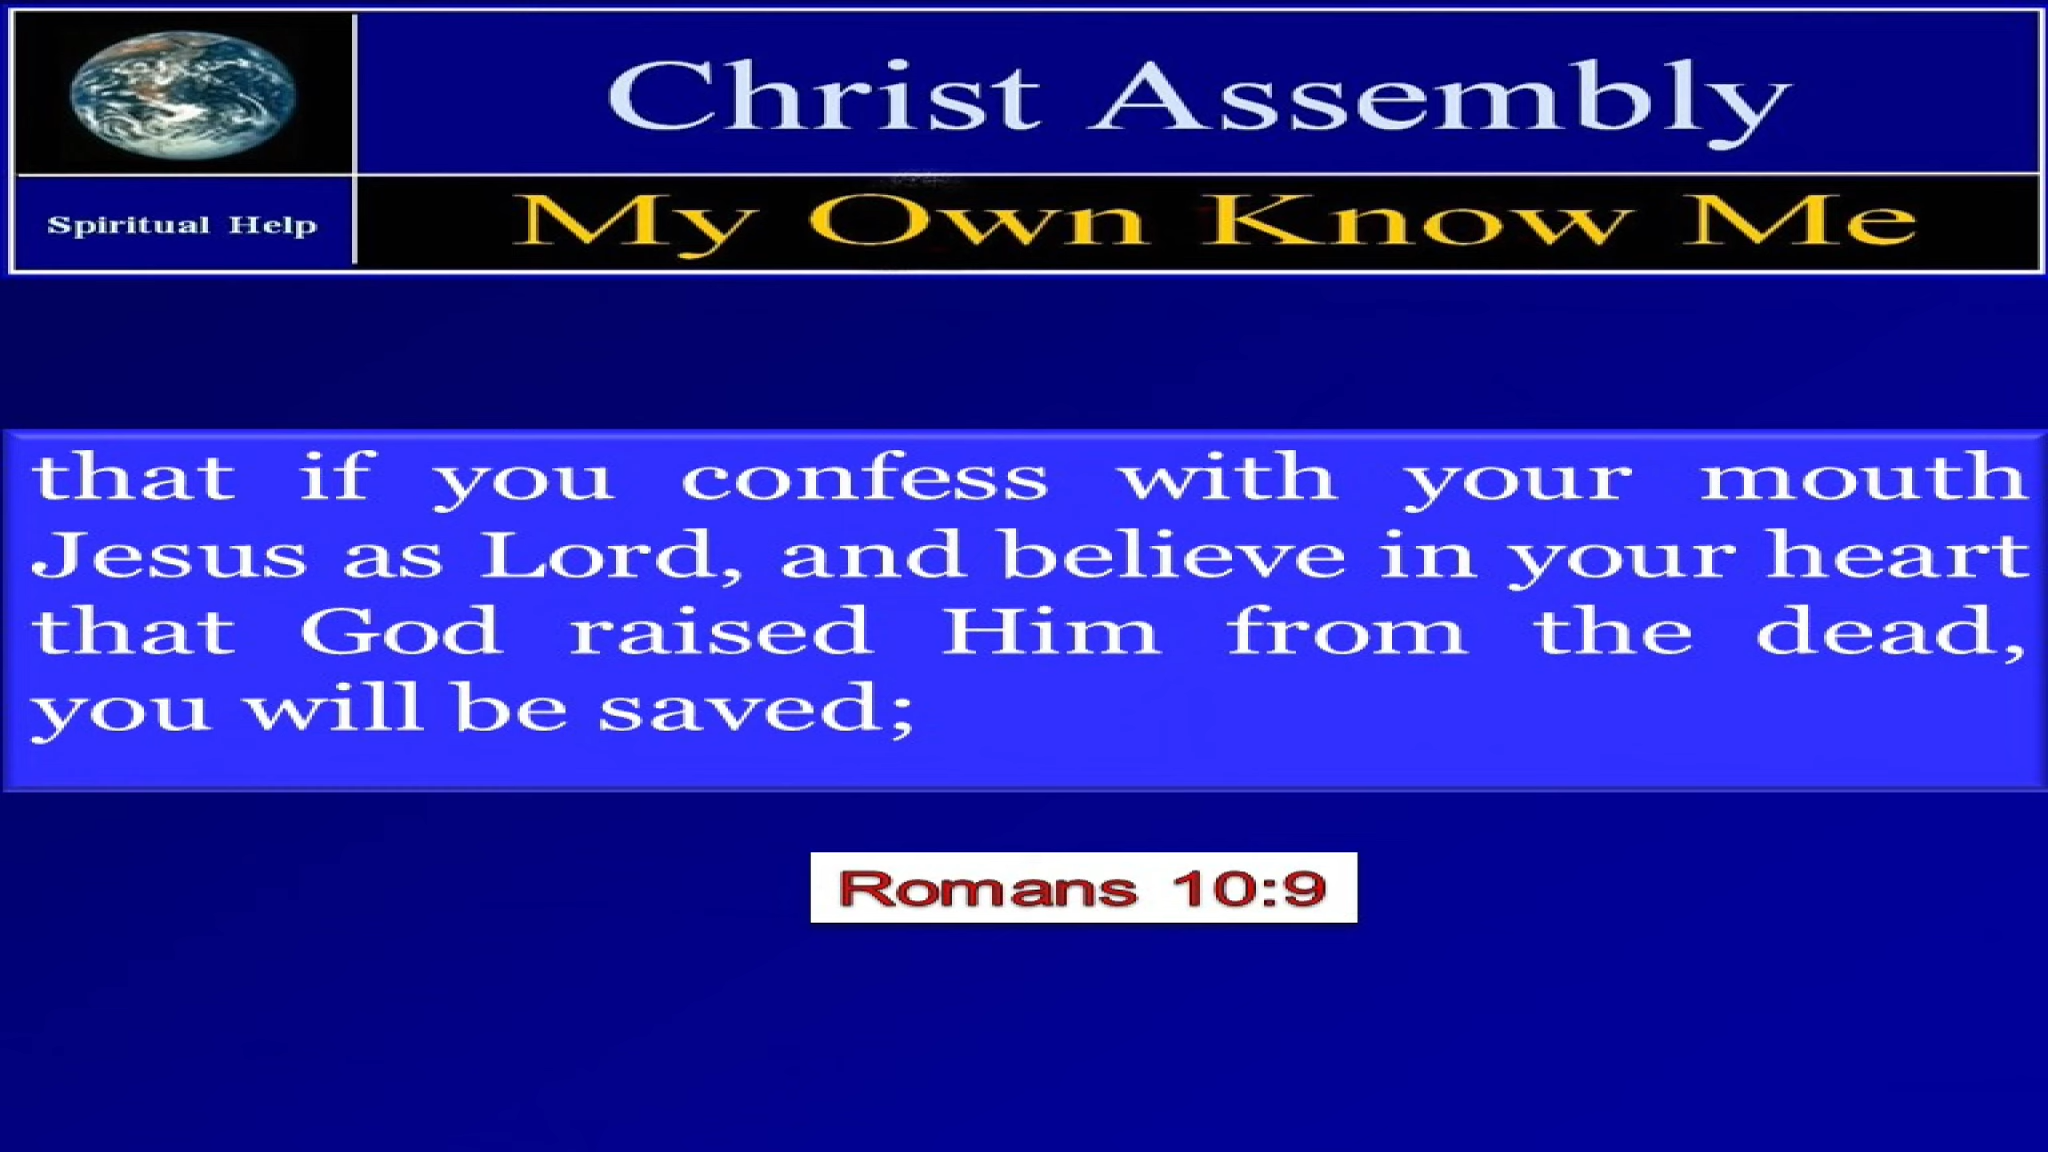 Christ Assembly
Spiritual Help
My Own Know Me
that if you confess with your mouth
Jesus as Lord, and believe in your heart
that God raised Him from the dead,
you will be saved;
Romans 10:9